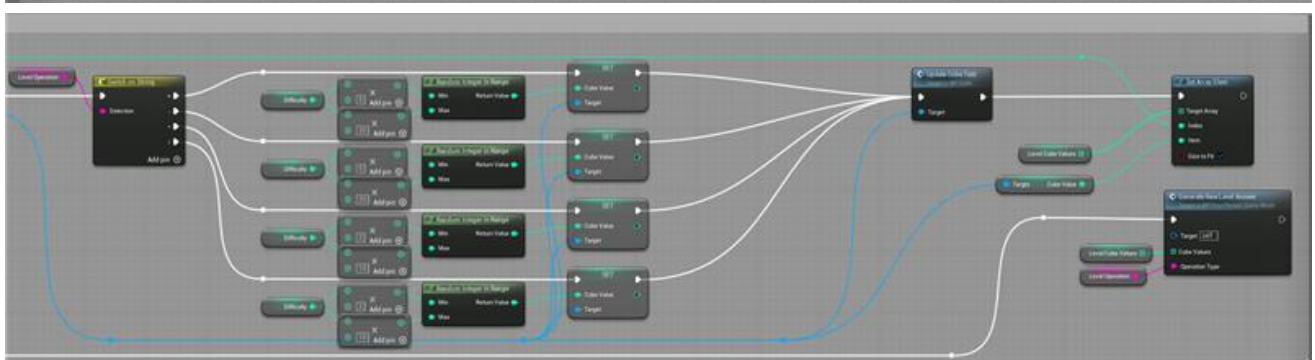 Level Operation
Switch on String
Selection
Add pin
Difficulty
Add pin
Add pin
Random Integer in Range
Min
Return Value
Max
SET
Cube Value
Target
Difficulty
Add pin
Add pin
Random Integer in Range
Min
Return Value
Max
SET
Cube Value
Target
Difficulty
Add pin
Add pin
Random Integer in Range
Min
Return Value
Max
SET
Cube Value
Target
Difficulty
Add pin
Add pin
Random Integer in Range
Min
Return Value
Max
SET
Cube Value
Target
Update Cube Text
Target
Set Array Elem
Target Array
Index
Item
Size to Fit
Level Cube Values
Target
Cube Value
Generate New Level Answer
Target
self
Cube Values
Operation Type
Level Cube Values
Level Operation